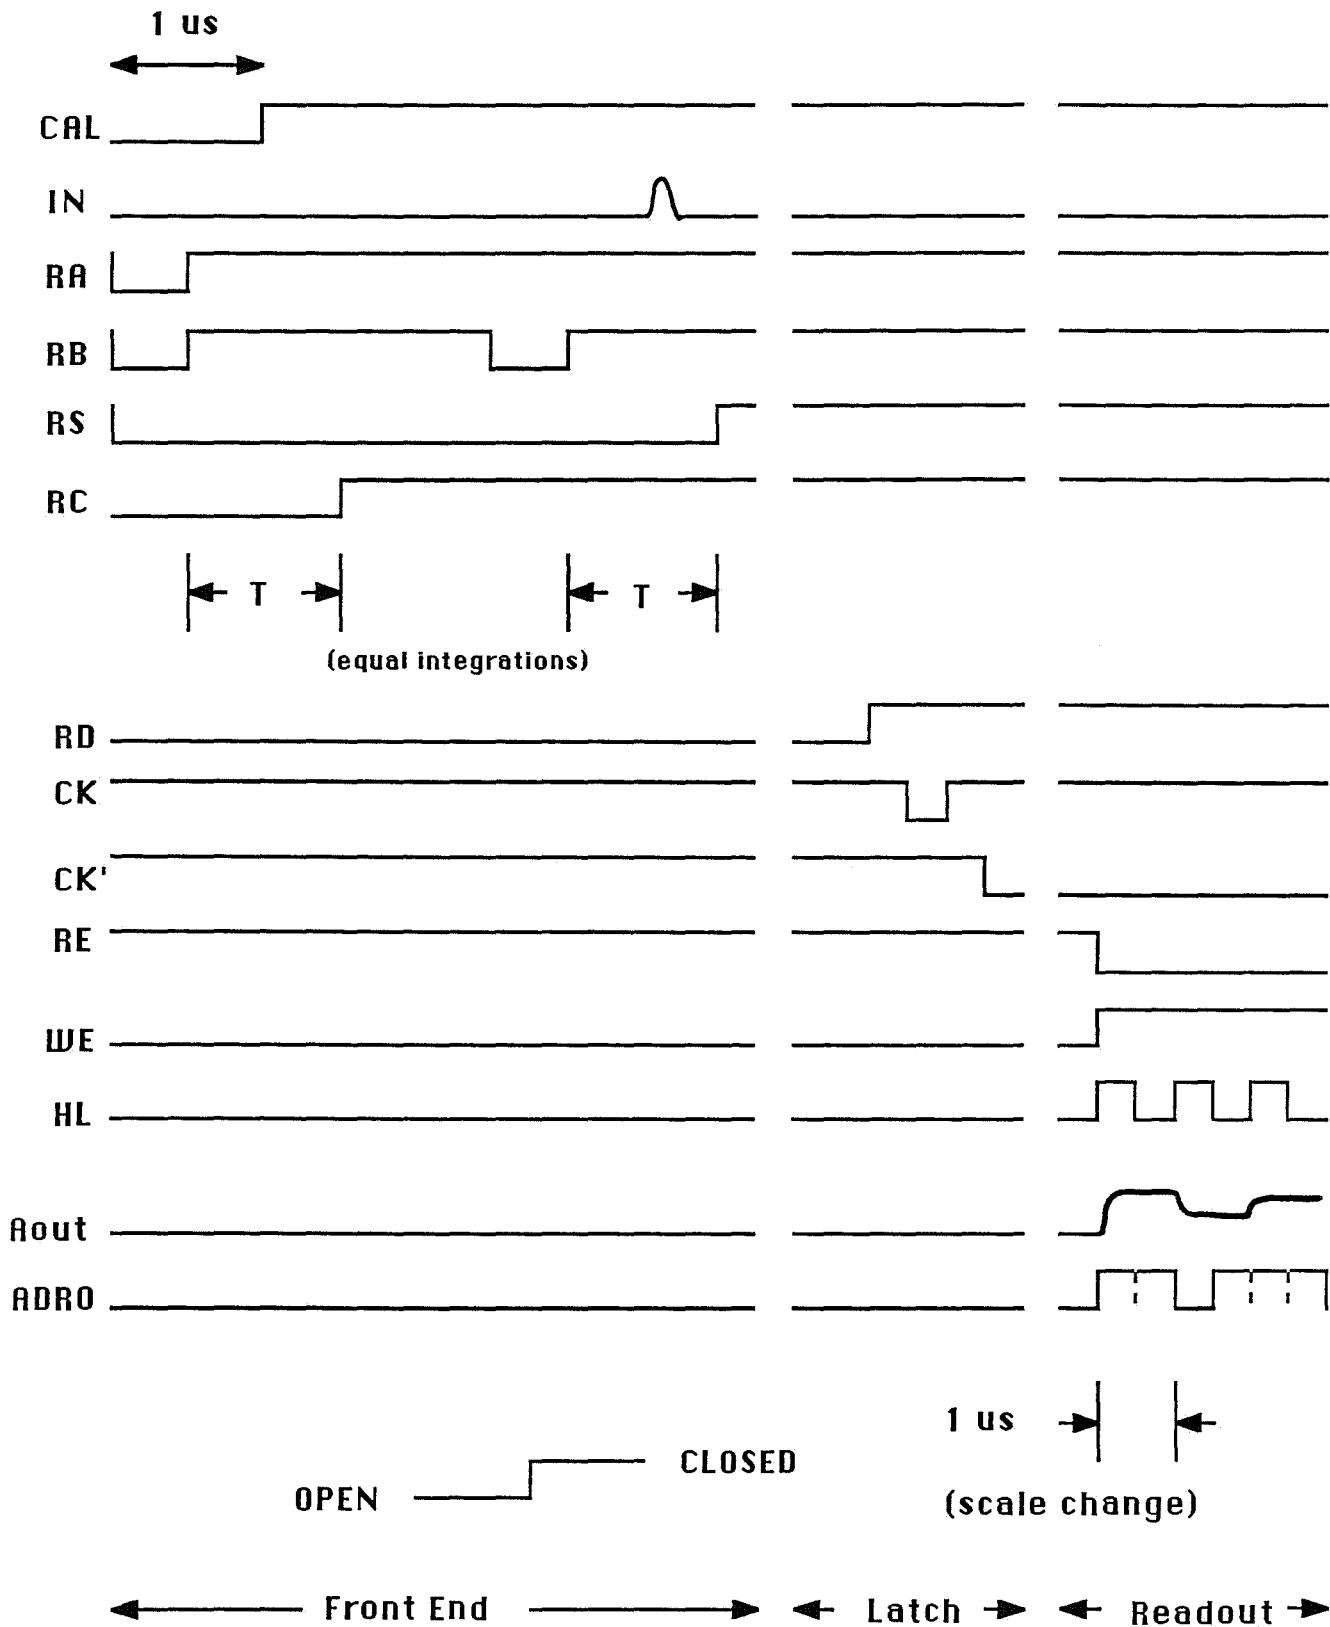 1 us
CAL
IN
RA
RB
RS
RC
T T
(equal integrations)
RD
CK
CK'
RE
WE
HL
Aout
ADRO
1 us
CLOSED
OPEN
(scale change)
Front End Latch Readout